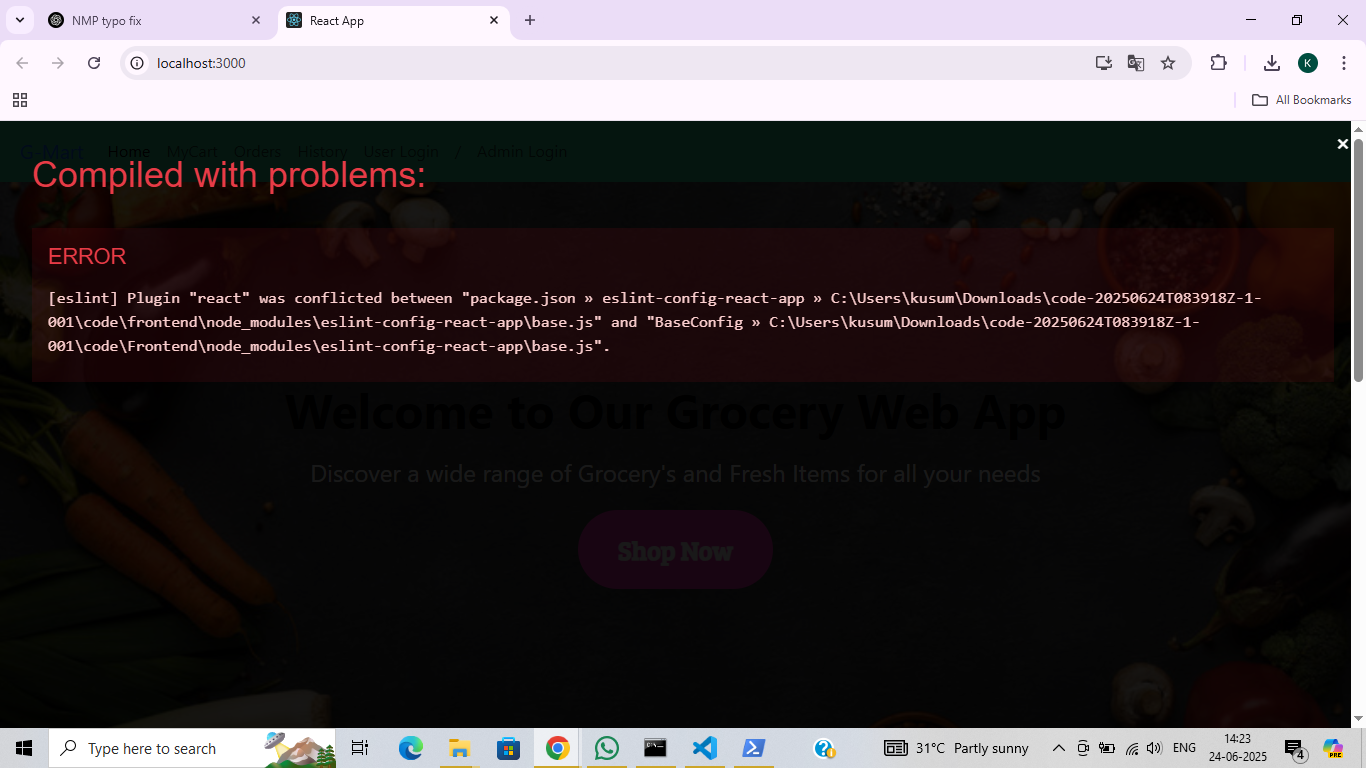 NMP typo fix
React App
localhost:3000
K
All Bookmarks
G-Mart Home MyCart Orders History User Login / Admin Login
Compiled with problems:
ERROR
[eslint] Plugin "react" was conflicted between "package.json » eslint-config-react-app » C:\Users\kusum\Downloads\code-20250624T083918Z-1-
001\code\frontend\node_modules\eslint-config-react-app\base.js" and "BaseConfig » C:\Users\kusum\Downloads\code-20250624T083918Z-1-
001\code\Frontend\node_modules\eslint-config-react-app\base.js".
Welcome to Our Grocery Web App
Discover a wide range of Grocery's and Fresh Items for all your needs
Shop Now
Type here to search
31°C Partly sunny
ENG
14:23
24-06-2025
4
PRE